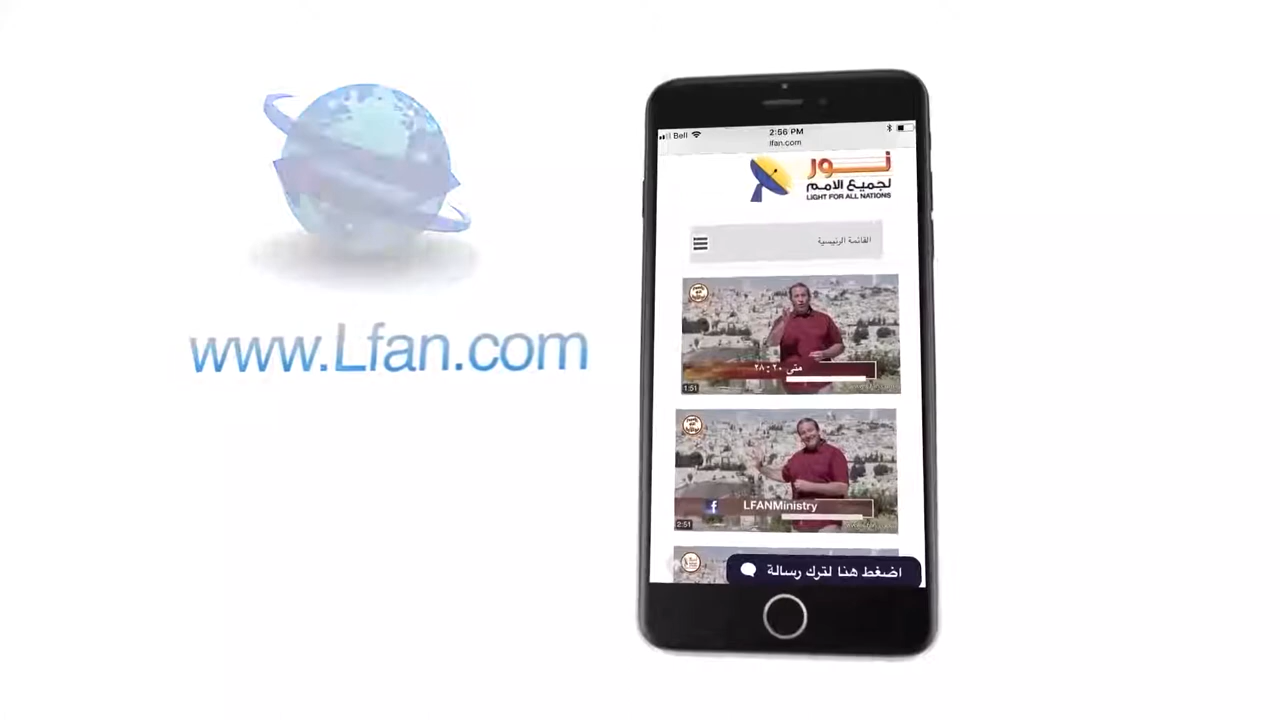 www.Lfan.com
Bell
2:56 PM
lfan.com
نور
لجميع الامم
LIGHT FOR ALL NATIONS
القائمة الرئيسية
متى ٢٠ : ٢٨
1:51
LFANMinistry
2:51
اضغط هنا لترك رسالة